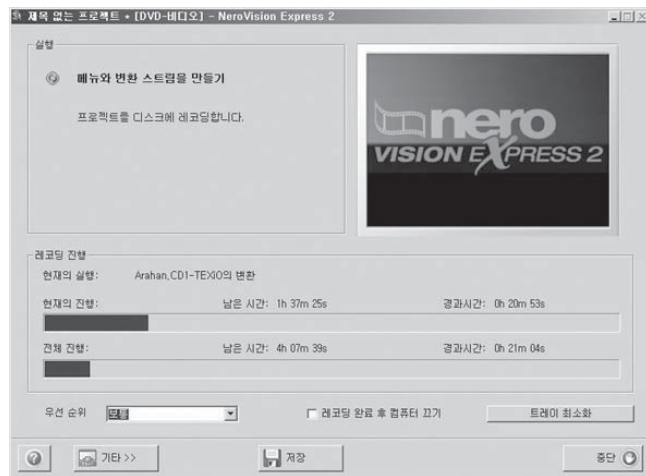 제목 없는 프로젝트 * [DVD-비디오] - NeroVision Express 2
실행
메뉴와 변환 스트림을 만들기
프로젝트를 디스크에 레코딩합니다.
nero
VISION EXPRESS 2
레코딩 진행
현재의 실행: Arahan,CD1-TEXIO의 변환
현재의 진행: 남은 시간: 1h 37m 25s 경과시간: 0h 20m 53s
전체 진행: 남은 시간: 4h 07m 39s 경과시간: 0h 21m 04s
우선 순위 보통 레코딩 완료 후 컴퓨터 끄기 트레이 최소화
기타 >> 저장 중단